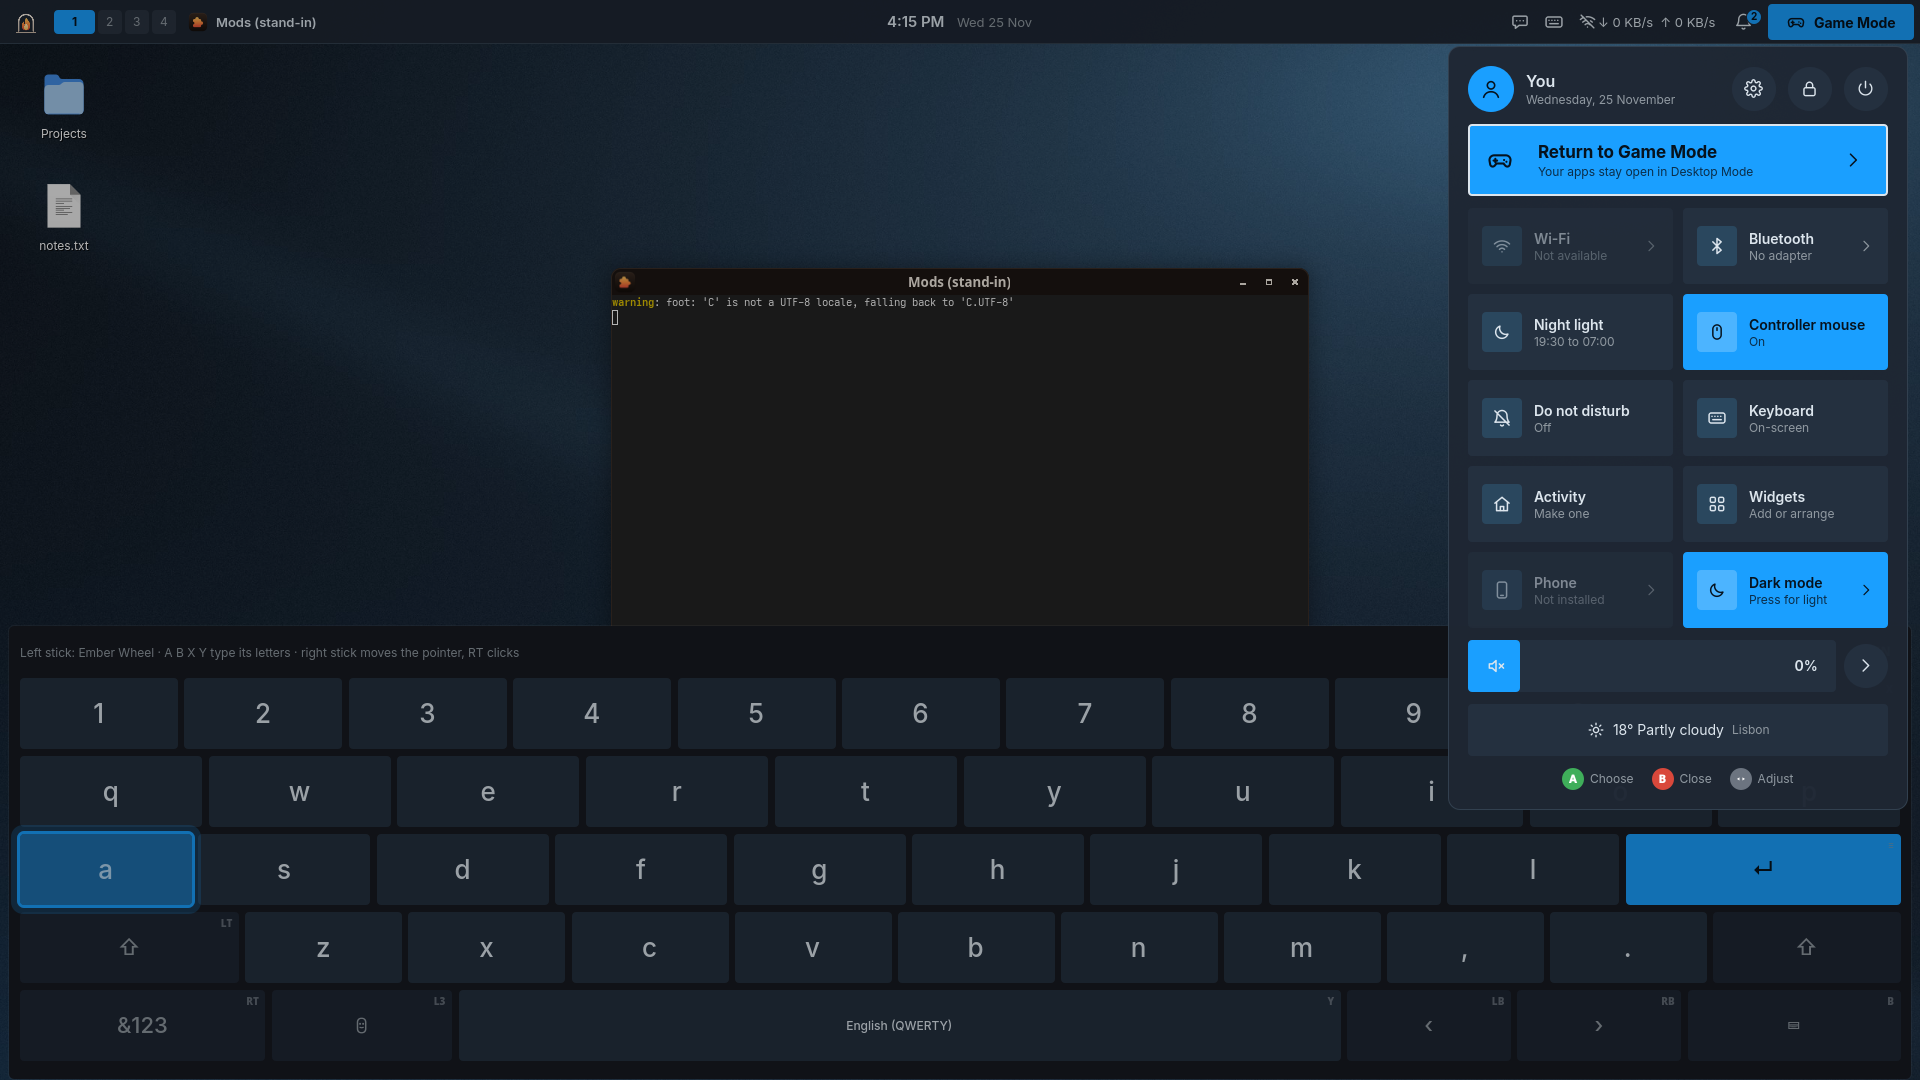 1 2 3 4 Mods (stand-in) 4:15 PM Wed 25 Nov 0 KB/s 0 KB/s 2 Game Mode
Projects
notes.txt
Mods (stand-in)
warning: foot: 'C' is not a UTF-8 locale, falling back to 'C.UTF-8'
You
Wednesday, 25 November
Return to Game Mode
Your apps stay open in Desktop Mode
Wi-Fi
Not available
Bluetooth
No adapter
Night light
19:30 to 07:00
Controller mouse
On
Do not disturb
Off
Keyboard
On-screen
Activity
Make one
Widgets
Add or arrange
Phone
Not installed
Dark mode
Press for light
0%
18° Partly cloudy Lisbon
A Choose B Close Adjust
Left stick: Ember Wheel · A B X Y type its letters · right stick moves the pointer, RT clicks
1 2 3 4 5 6 7 8 9
q w e r t y u i o p
a s d f g h j k l
LT z x c v b n m , .
&123 RT L3 English (QWERTY) Y ‹ LB › RB B